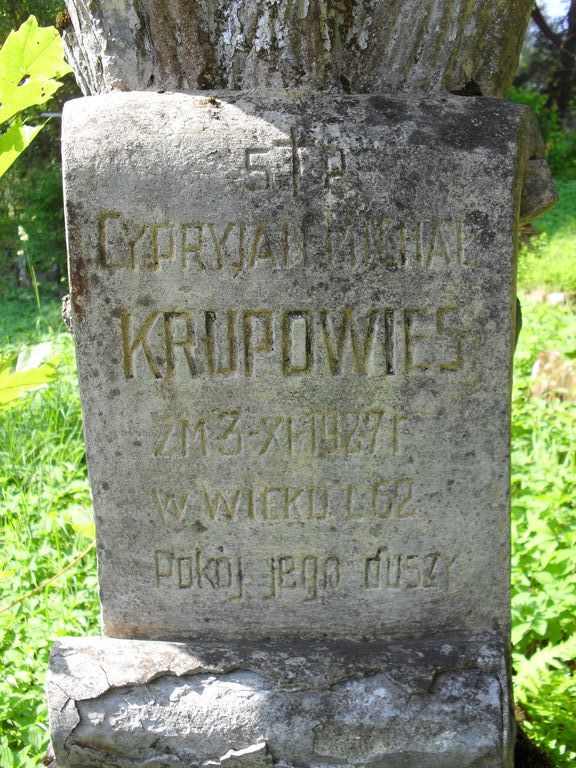 S†P
CYPRYJAN MICHAŁ
KRUPOWIES
ZM 3-XI-1927 r.
W WIEKU L 62
Pokój jego duszy